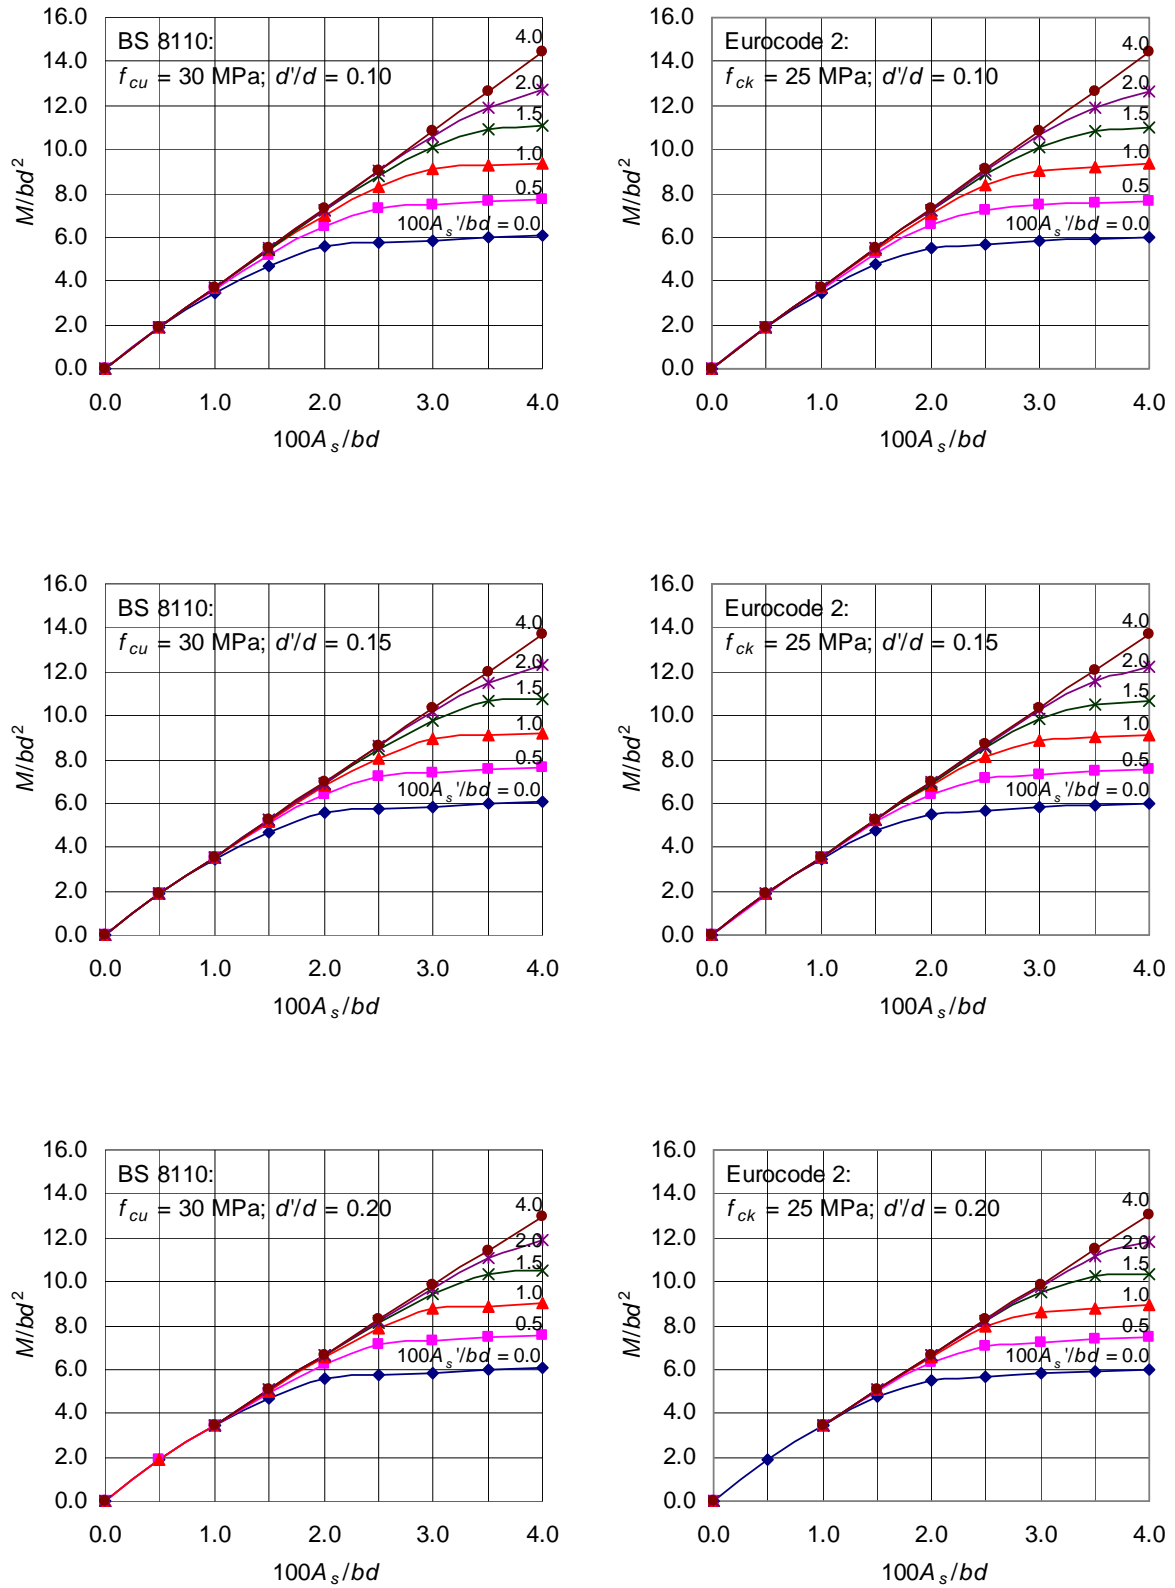 BS 8110:
f cu = 30 MPa; d'/d = 0.10
M/bd²
16.0
14.0
12.0
10.0
8.0
6.0
4.0
2.0
0.0
4.0
2.0
1.5
1.0
0.5
100A s'/bd = 0.0
0.0 1.0 2.0 3.0 4.0
100A s/bd
Eurocode 2:
f ck = 25 MPa; d'/d = 0.10
M/bd²
16.0
14.0
12.0
10.0
8.0
6.0
4.0
2.0
0.0
4.0
2.0
1.5
1.0
0.5
100A s'/bd = 0.0
0.0 1.0 2.0 3.0 4.0
100A s/bd
BS 8110:
f cu = 30 MPa; d'/d = 0.15
M/bd²
16.0
14.0
12.0
10.0
8.0
6.0
4.0
2.0
0.0
4.0
2.0
1.5
1.0
0.5
100A s'/bd = 0.0
0.0 1.0 2.0 3.0 4.0
100A s/bd
Eurocode 2:
f ck = 25 MPa; d'/d = 0.15
M/bd²
16.0
14.0
12.0
10.0
8.0
6.0
4.0
2.0
0.0
4.0
2.0
1.5
1.0
0.5
100A s'/bd = 0.0
0.0 1.0 2.0 3.0 4.0
100A s/bd
BS 8110:
f cu = 30 MPa; d'/d = 0.20
M/bd²
16.0
14.0
12.0
10.0
8.0
6.0
4.0
2.0
0.0
4.0
2.0
1.5
1.0
0.5
100A s'/bd = 0.0
0.0 1.0 2.0 3.0 4.0
100A s/bd
Eurocode 2:
f ck = 25 MPa; d'/d = 0.20
M/bd²
16.0
14.0
12.0
10.0
8.0
6.0
4.0
2.0
0.0
4.0
2.0
1.5
1.0
0.5
100A s'/bd = 0.0
0.0 1.0 2.0 3.0 4.0
100A s/bd